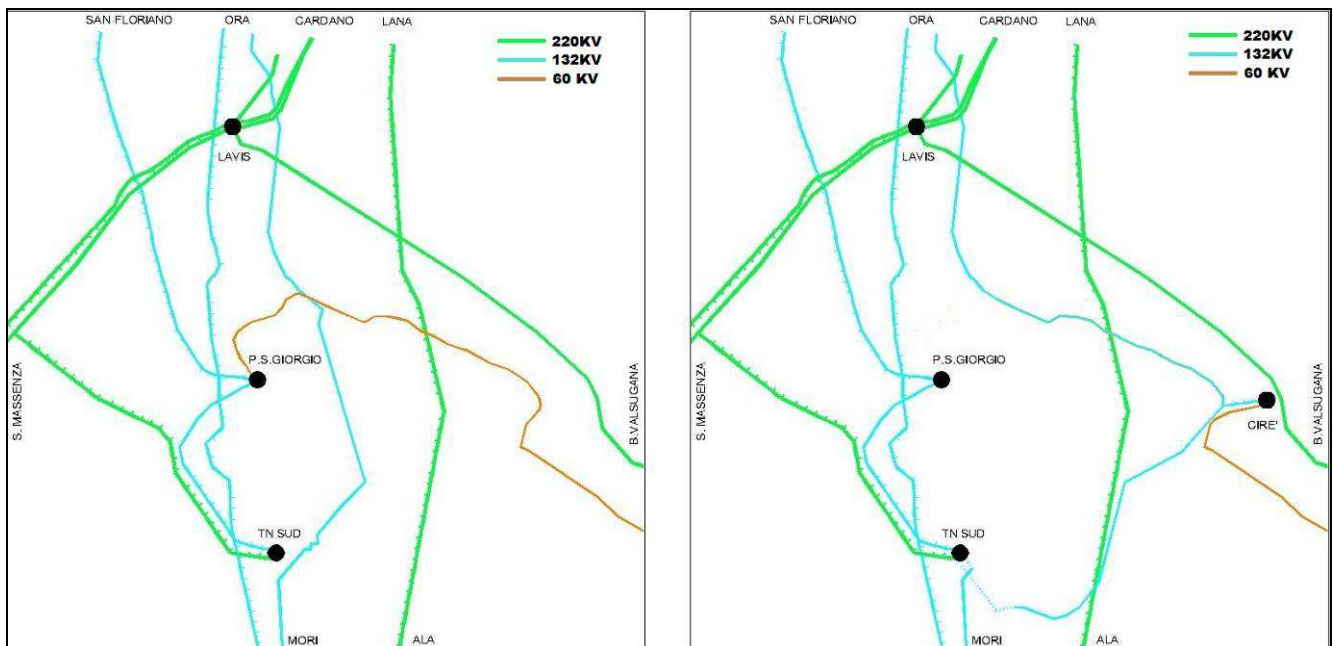 SAN FLORIANO ORA CARDANO LANA
220KV
132KV
60 KV
LAVIS
P.S.GIORGIO
S. MASSENZA
B.VALSUGANA
TN SUD
MORI ALA
SAN FLORIANO ORA CARDANO LANA
220KV
132KV
60 KV
LAVIS
P.S.GIORGIO
S. MASSENZA
CIRE'
B.VALSUGANA
TN SUD
MORI ALA